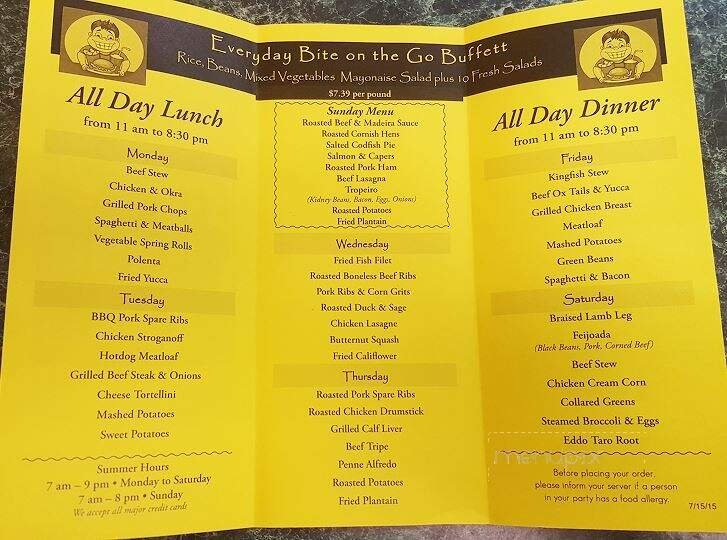 Everyday Bite on the Go Buffett
Rice, Beans, Mixed Vegetables Mayonaise Salad plus 10 Fresh Salads
$7.39 per pound
All Day Lunch
from 11 am to 8:30 pm
Monday
Beef Stew
Chicken & Okra
Grilled Pork Chops
Spaghetti & Meatballs
Vegetable Spring Rolls
Polenta
Fried Yucca
Tuesday
BBQ Pork Spare Ribs
Chicken Stroganoff
Hotdog Meatloaf
Grilled Beef Steak & Onions
Cheese Tortellini
Mashed Potatoes
Sweet Potatoes
Summer Hours
7 am – 9 pm • Monday to Saturday
7 am – 8 pm • Sunday
We accept all major credit cards
Sunday Menu
Roasted Beef & Madeira Sauce
Roasted Cornish Hens
Salted Codfish Pie
Salmon & Capers
Roasted Pork Ham
Beef Lasagna
Tropeiro
(Kidney Beans, Bacon, Eggs, Onions)
Roasted Potatoes
Fried Plantain
Wednesday
Fried Fish Filet
Roasted Boneless Beef Ribs
Pork Ribs & Corn Grits
Roasted Duck & Sage
Chicken Lasagne
Butternut Squash
Fried Califlower
Thursday
Roasted Pork Spare Ribs
Roasted Chicken Drumstick
Grilled Calf Liver
Beef Tripe
Penne Alfredo
Roasted Potatoes
Fried Plantain
All Day Dinner
from 11 am to 8:30 pm
Friday
Kingfish Stew
Beef Ox Tails & Yucca
Grilled Chicken Breast
Meatloaf
Mashed Potatoes
Green Beans
Spaghetti & Bacon
Saturday
Braised Lamb Leg
Feijoada
(Black Beans, Pork, Corned Beef)
Beef Stew
Chicken Cream Corn
Collared Greens
Steamed Broccoli & Eggs
Eddo Taro Root
menupix
Before placing your order,
please inform your server if a person
in your party has a food allergy.
7/15/15